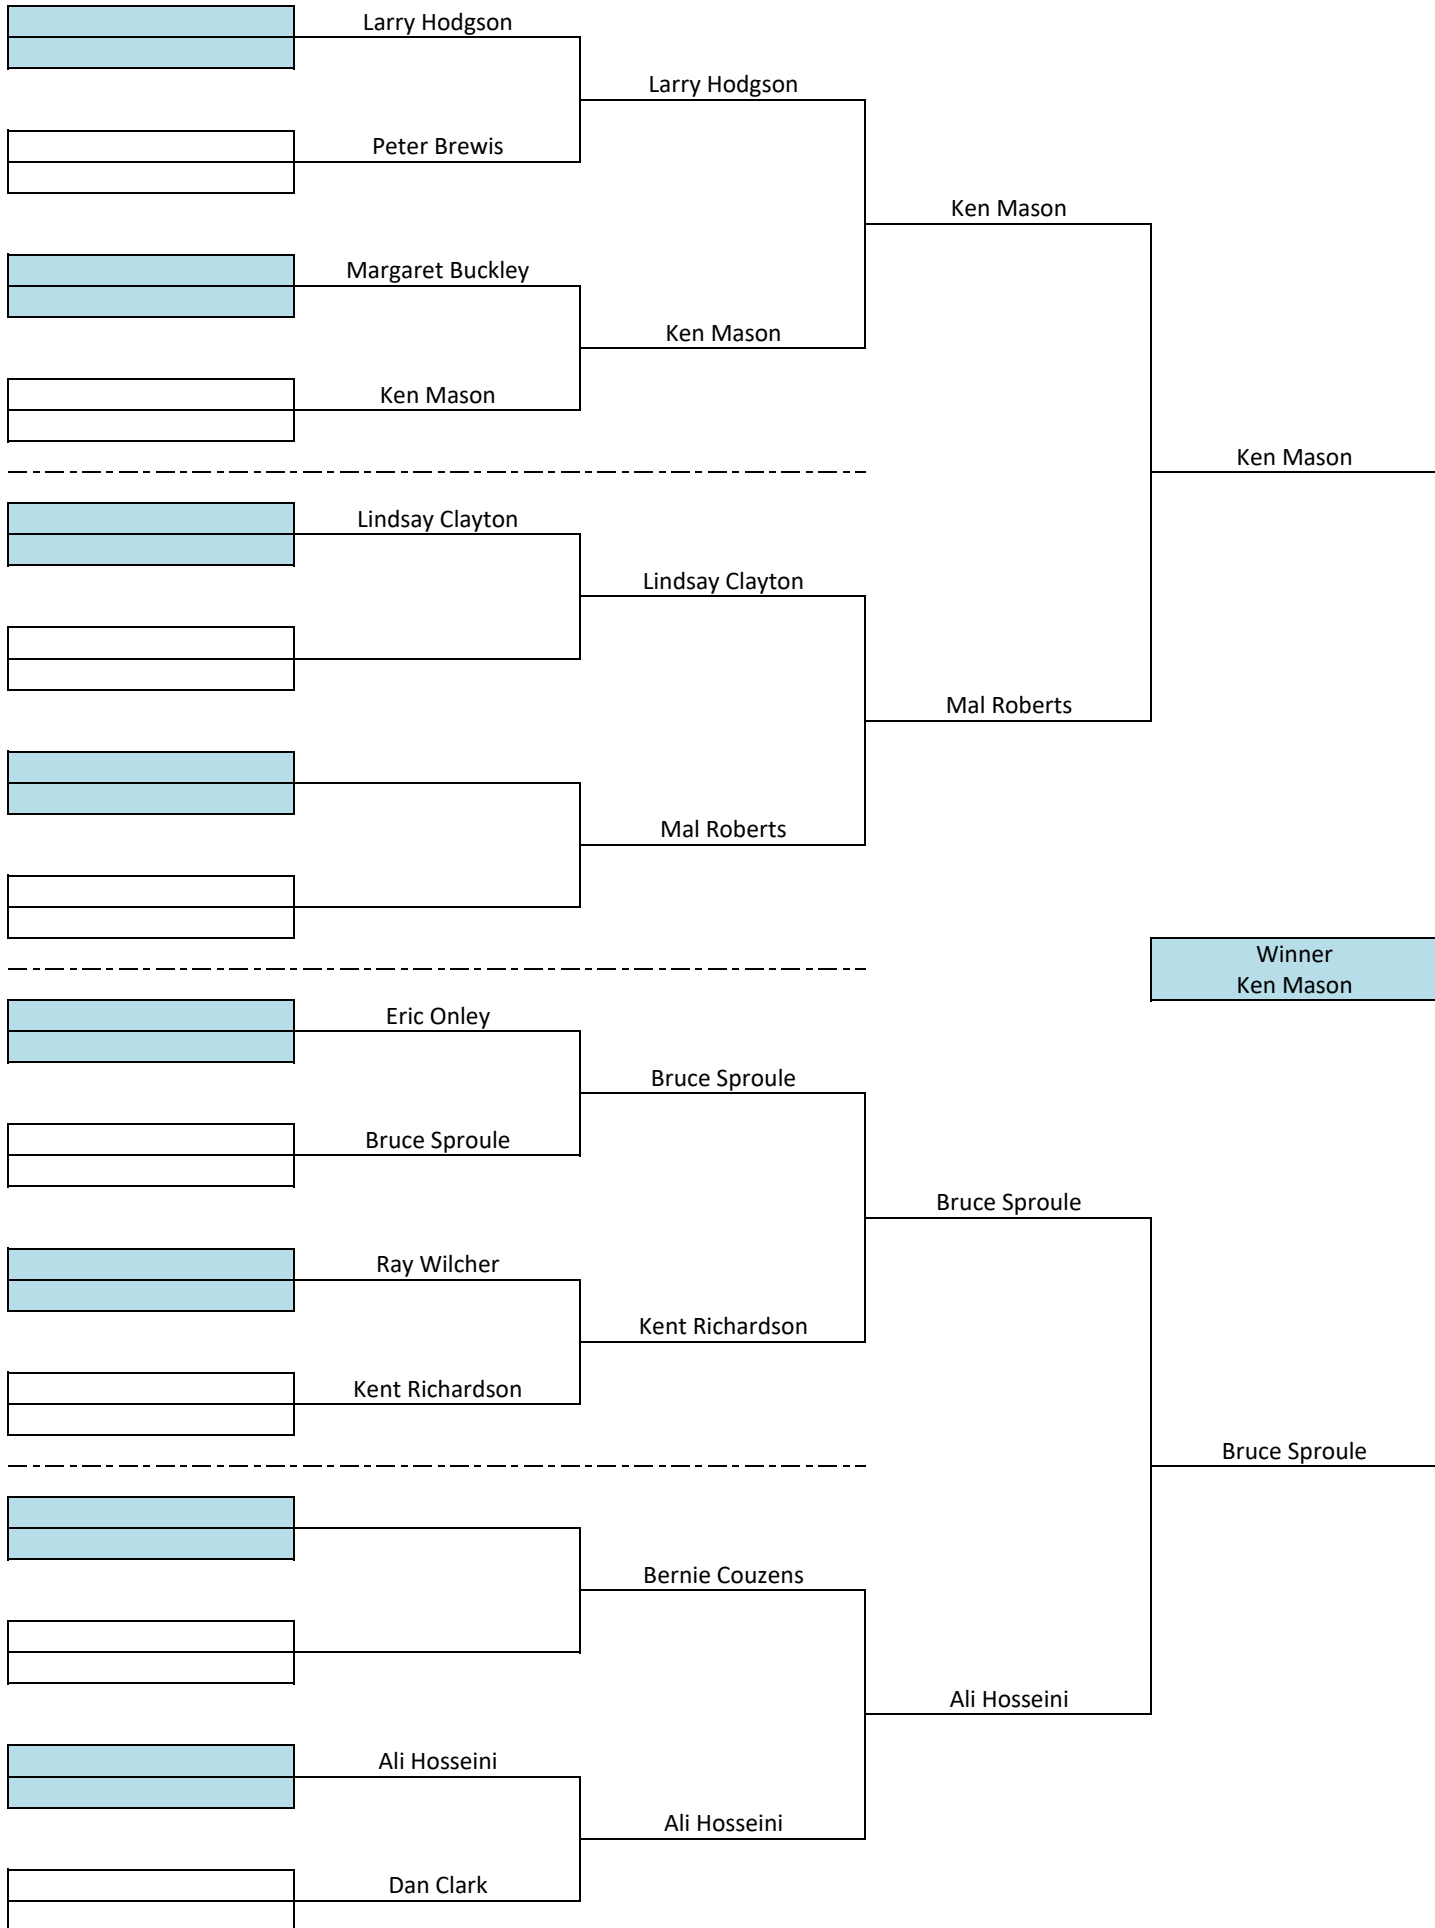 Larry Hodgson
Larry Hodgson
Peter Brewis
Ken Mason
Margaret Buckley
Ken Mason
Ken Mason
Ken Mason
Lindsay Clayton
Lindsay Clayton
Mal Roberts
Mal Roberts
Winner
Ken Mason
Eric Onley
Bruce Sproule
Bruce Sproule
Bruce Sproule
Ray Wilcher
Kent Richardson
Kent Richardson
Bruce Sproule
Bernie Couzens
Ali Hosseini
Ali Hosseini
Ali Hosseini
Dan Clark